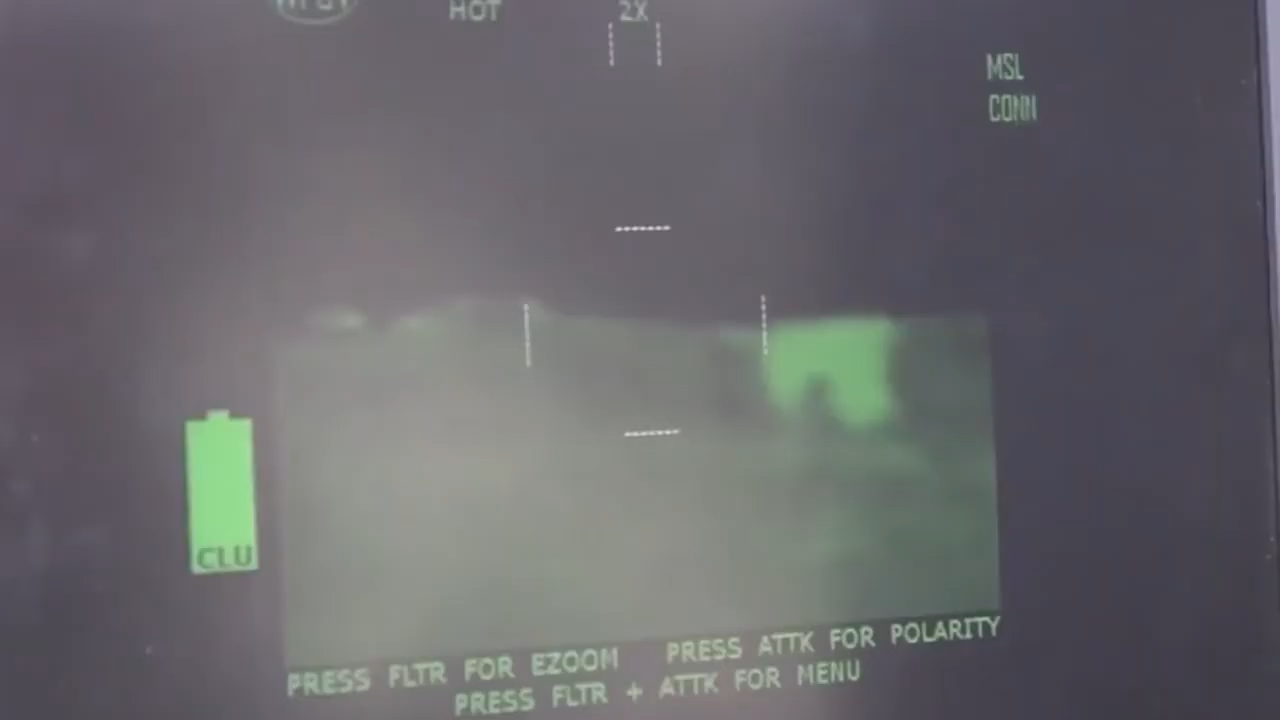 HOT
2X
MSL
CONN
CLU
PRESS FLTR FOR EZOOM PRESS ATTK FOR POLARITY
PRESS FLTR + ATTK FOR MENU